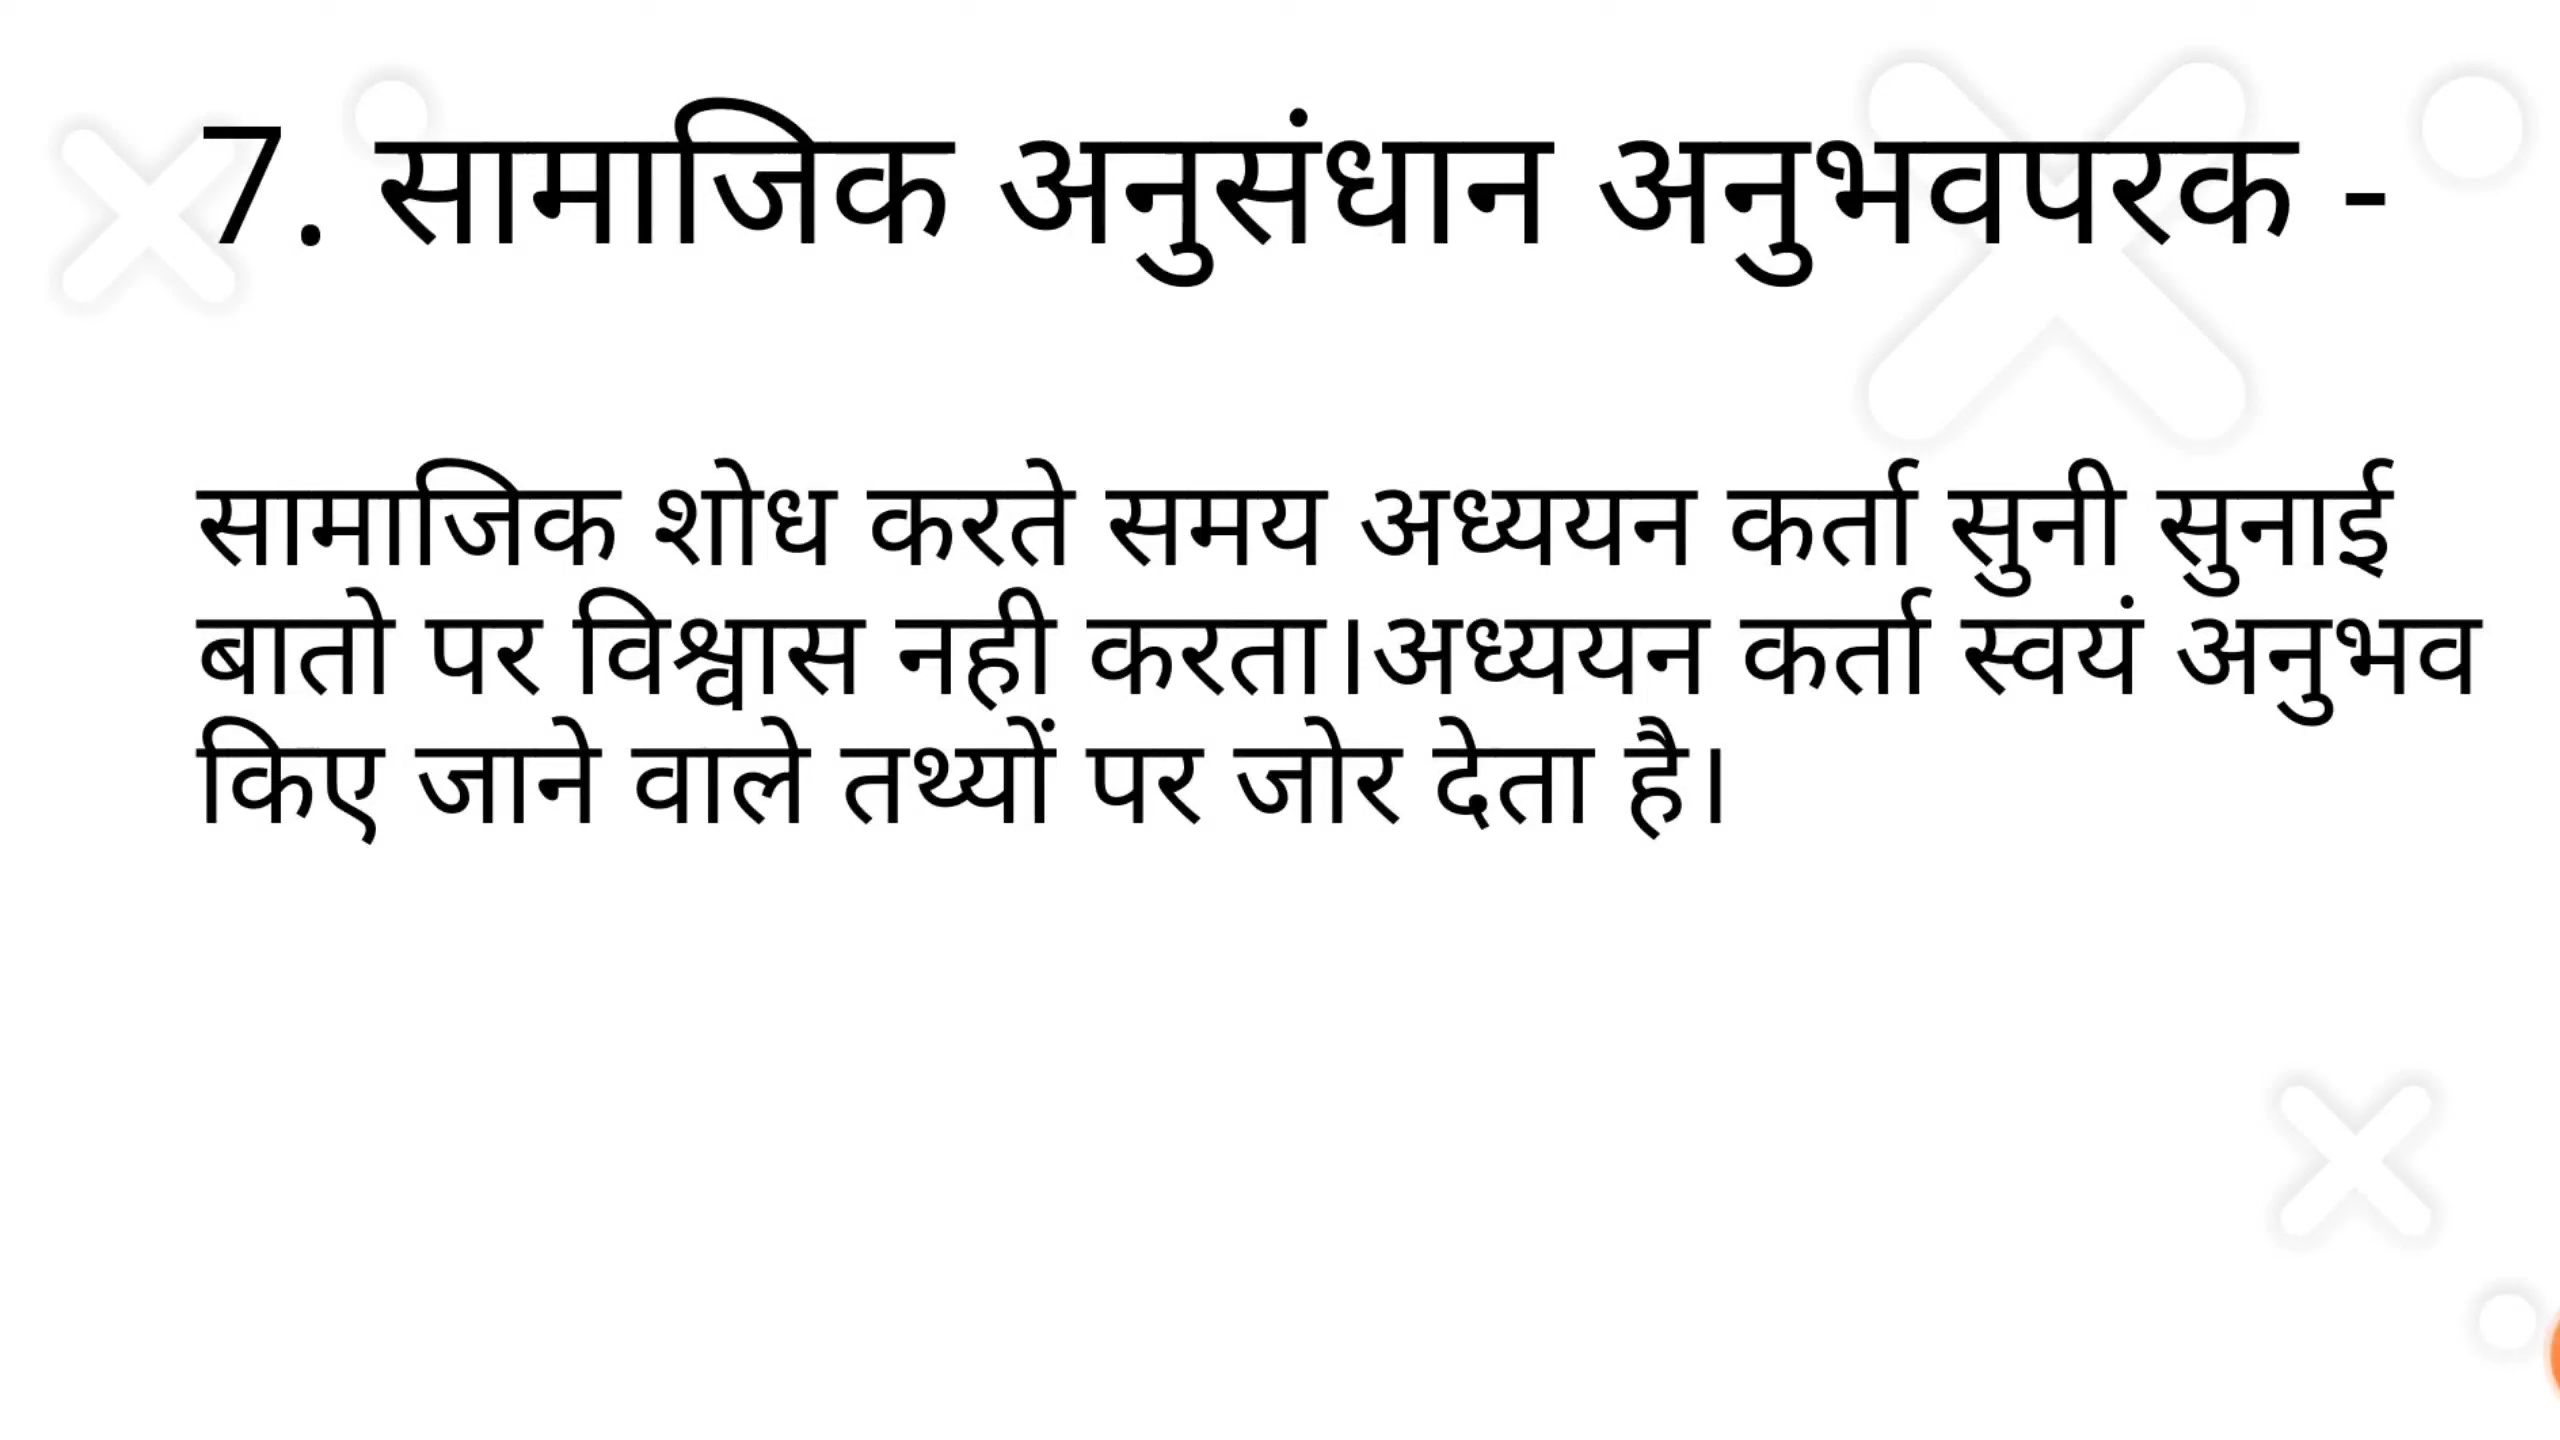 7. सामाजिक अनुसंधान अनुभवपरक -
सामाजिक शोध करते समय अध्ययन कर्ता सुनी सुनाई
बातो पर विश्वास नही करता।अध्ययन कर्ता स्वयं अनुभव
किए जाने वाले तथ्यों पर जोर देता है।